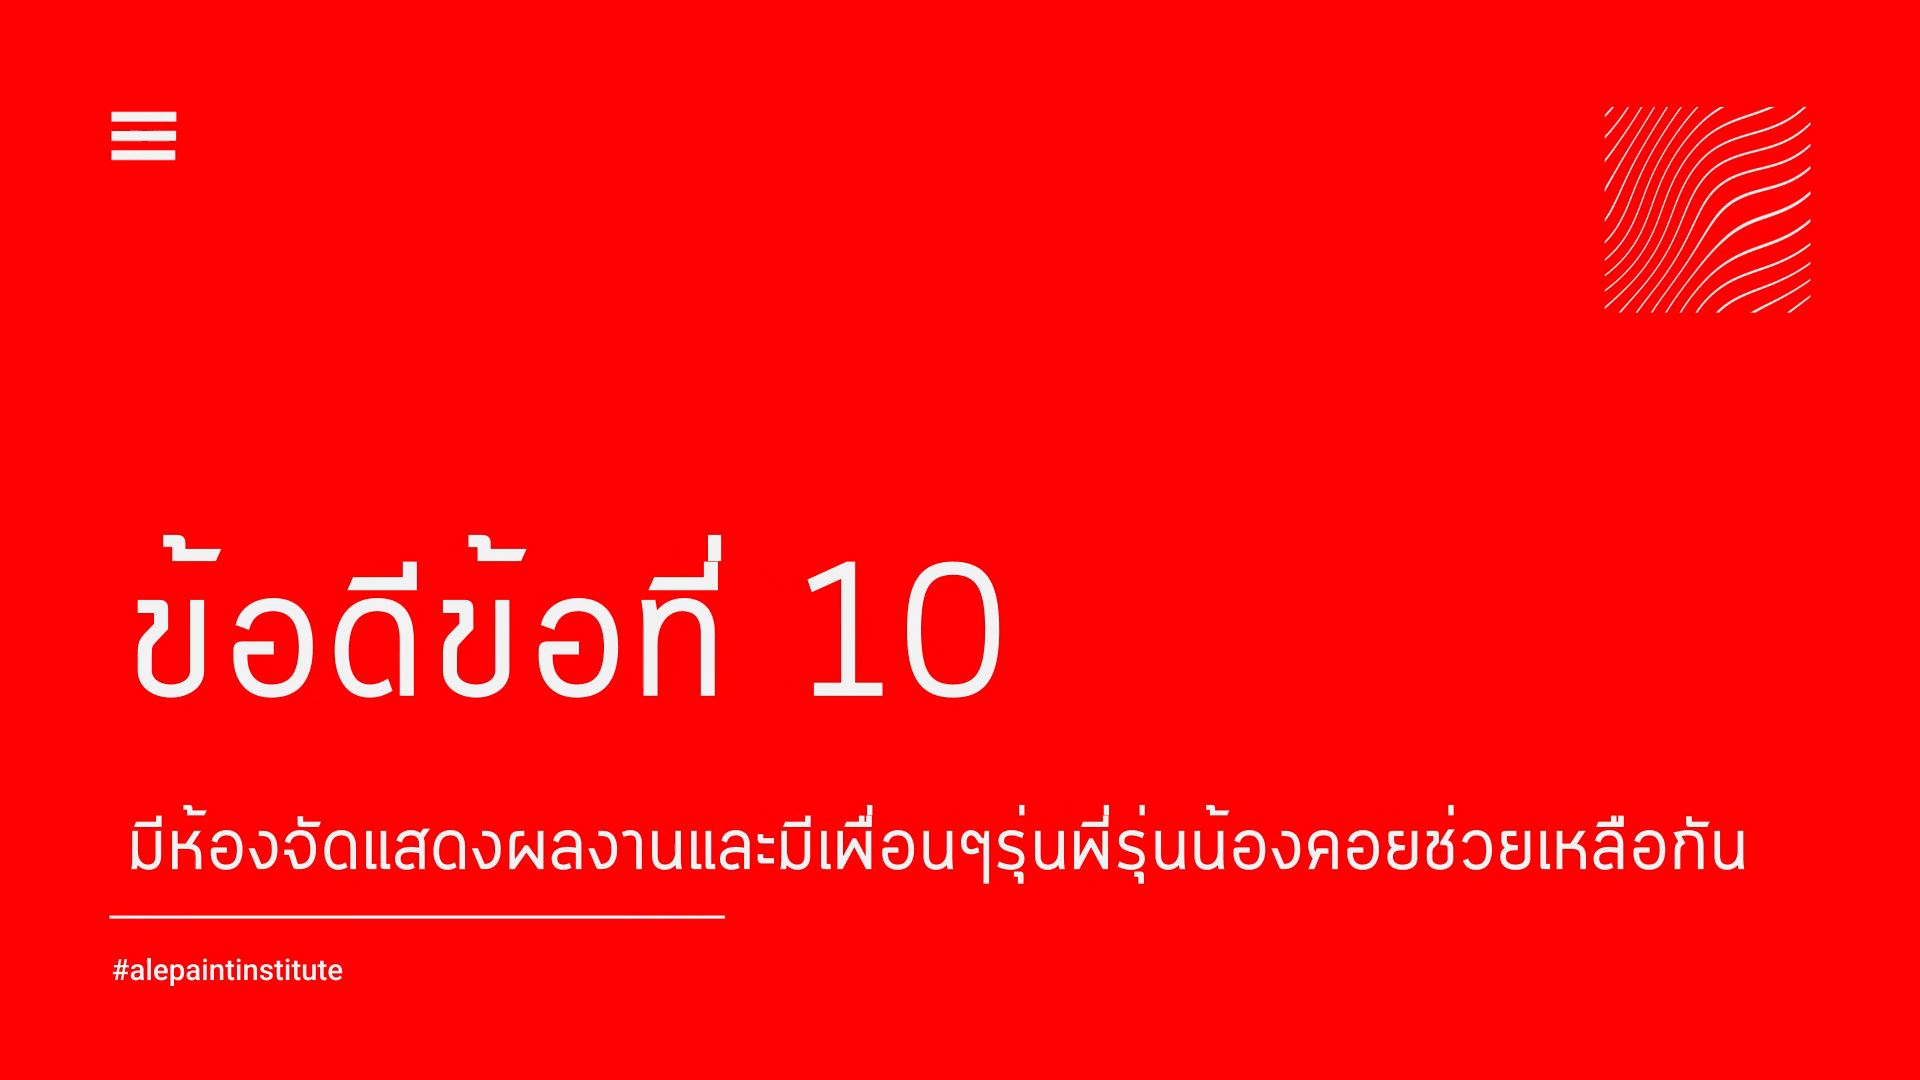 ข้อดีข้อที่ 10
มีห้องจัดแสดงผลงานและมีเพื่อนๆรุ่นพี่รุ่นน้องคอยช่วยเหลือกัน
#alepaintinstitute